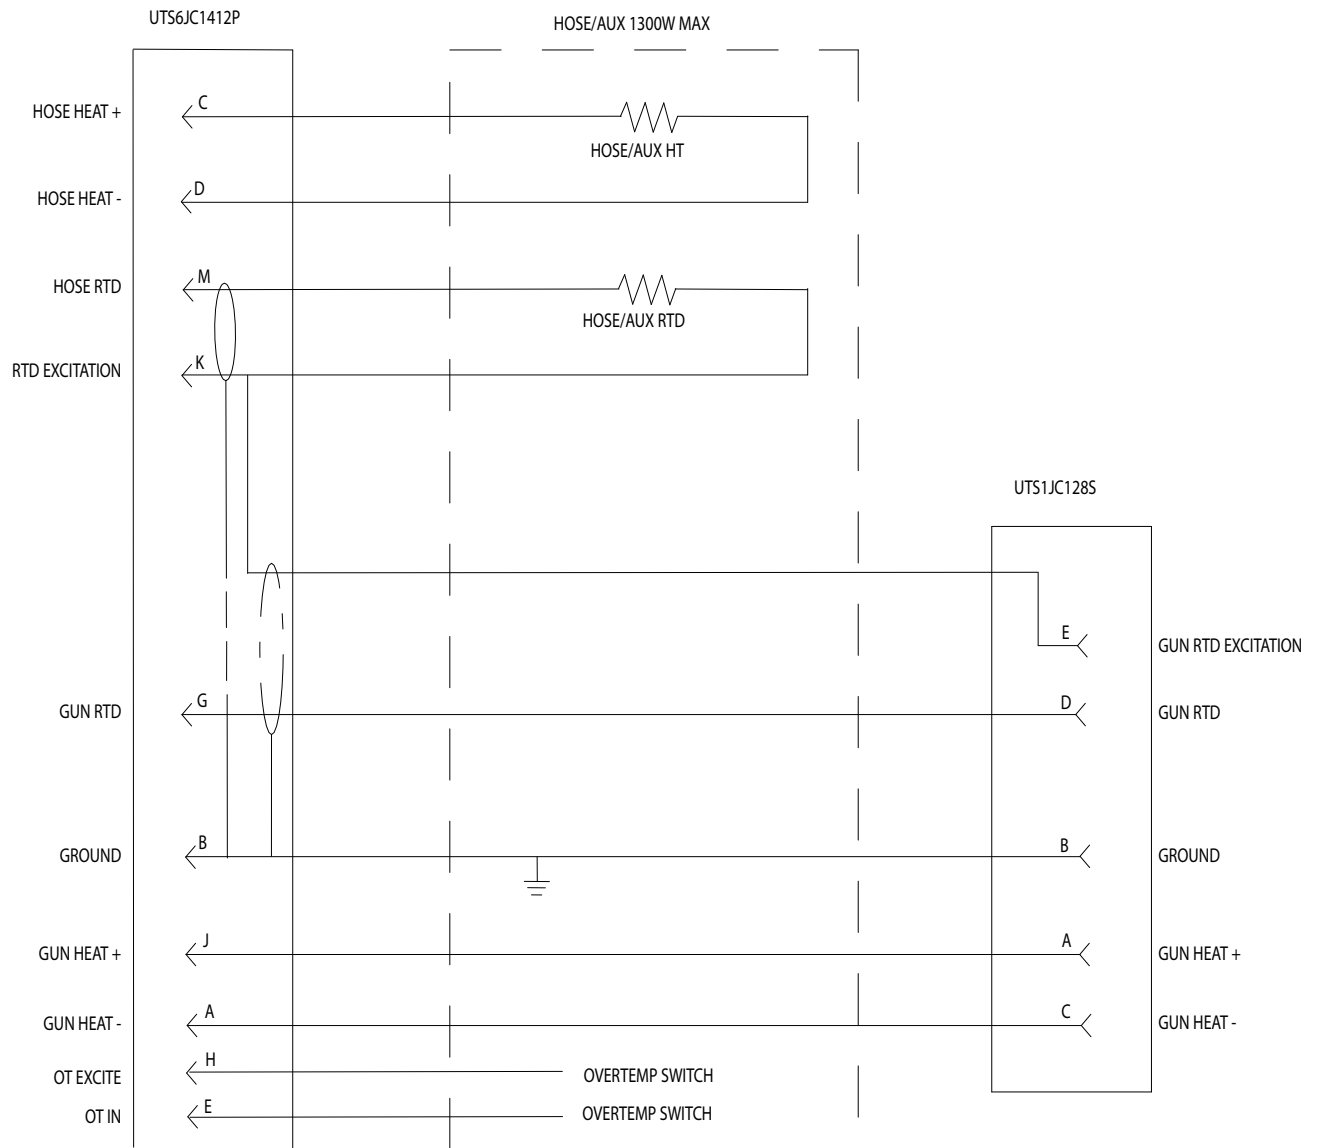 UTS6JC1412P
HOSE/AUX 1300W MAX
HOSE HEAT +
C
HOSE/AUX HT
HOSE HEAT -
D
HOSE RTD
M
HOSE/AUX RTD
RTD EXCITATION
K
UTS1JC128S
E
GUN RTD EXCITATION
GUN RTD
G
D
GUN RTD
GROUND
B
B
GROUND
GUN HEAT +
J
A
GUN HEAT +
GUN HEAT -
A
C
GUN HEAT -
OT EXCITE
H
OVERTEMP SWITCH
OT IN
E
OVERTEMP SWITCH